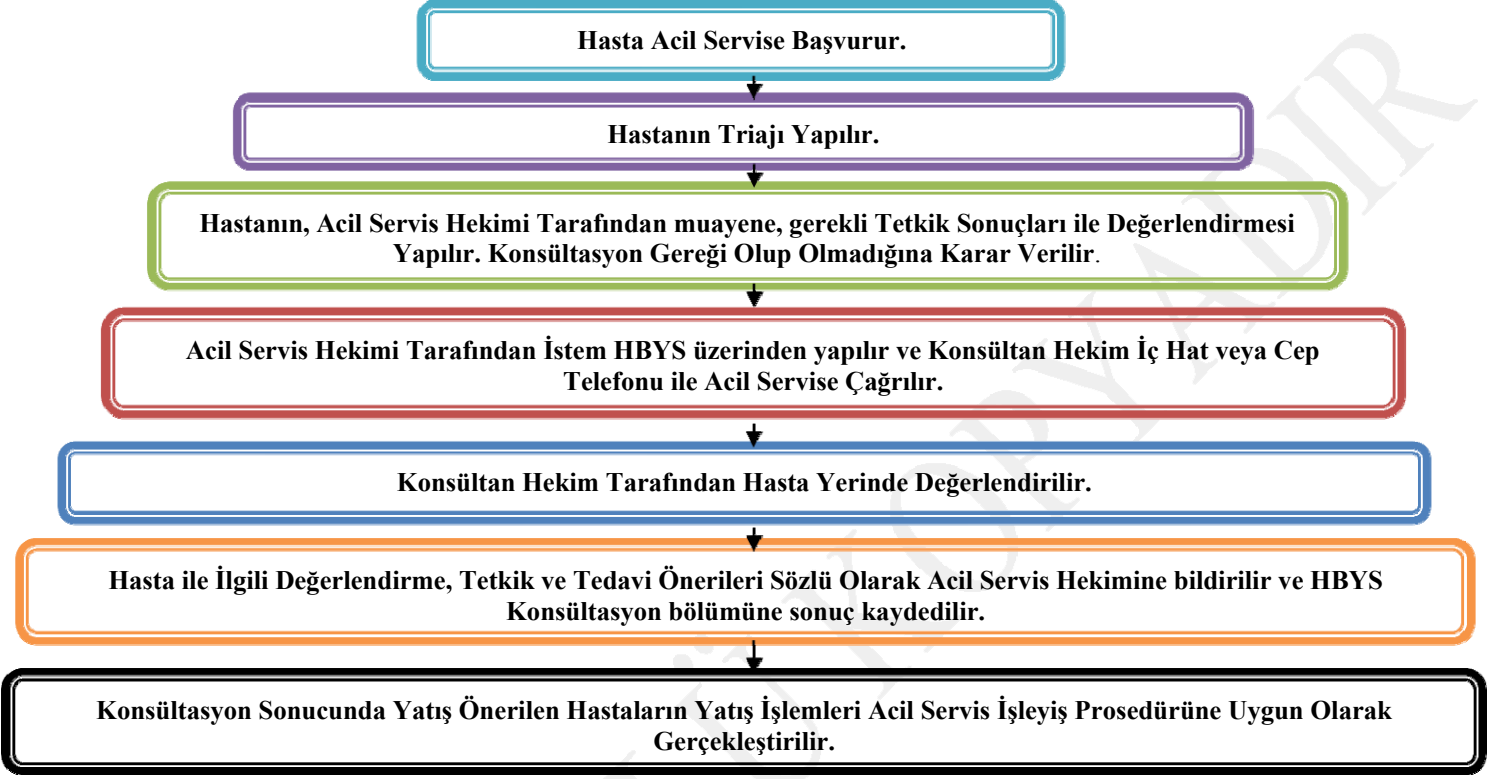 Hasta Acil Servise Başvurur.
Hastanın Triajı Yapılır.
Hastanın, Acil Servis Hekimi Tarafından muayene, gerekli Tetkik Sonuçları ile Değerlendirmesi
Yapılır. Konsültasyon Gereği Olup Olmadığına Karar Verilir.
Acil Servis Hekimi Tarafından İstem HBYS üzerinden yapılır ve Konsültan Hekim İç Hat veya Cep
Telefonu ile Acil Servise Çağrılır.
Konsültan Hekim Tarafından Hasta Yerinde Değerlendirilir.
Hasta ile İlgili Değerlendirme, Tetkik ve Tedavi Önerileri Sözlü Olarak Acil Servis Hekimine bildirilir ve HBYS
Konsültasyon bölümüne sonuç kaydedilir.
Konsültasyon Sonucunda Yatış Önerilen Hastaların Yatış İşlemleri Acil Servis İşleyiş Prosedürüne Uygun Olarak
Gerçekleştirilir.
KOPYADIR